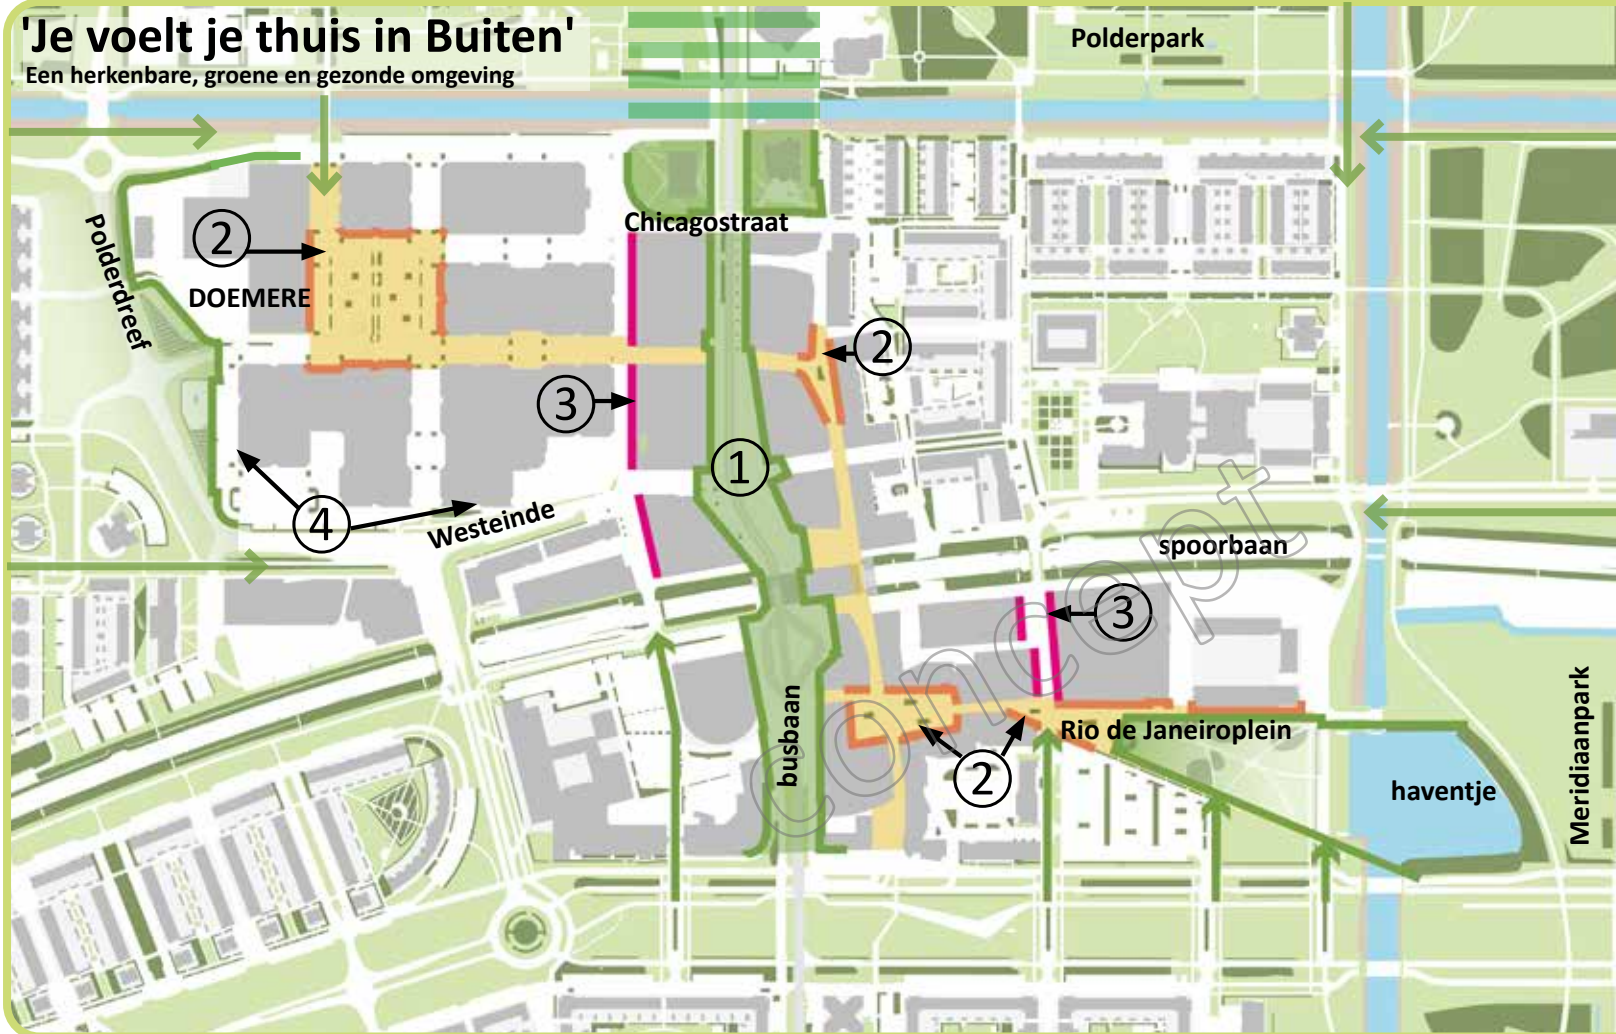 'Je voelt je thuis in Buiten'
Een herkenbare, groene en gezonde omgeving
Polderpark
Polderdreef
2
DOEMERE
Chicagostraat
2
3
1
4
Westeinde
spoorbaan
3
concept
busbaan
Rio de Janeiroplein
2
haventje
Meridiaanpark